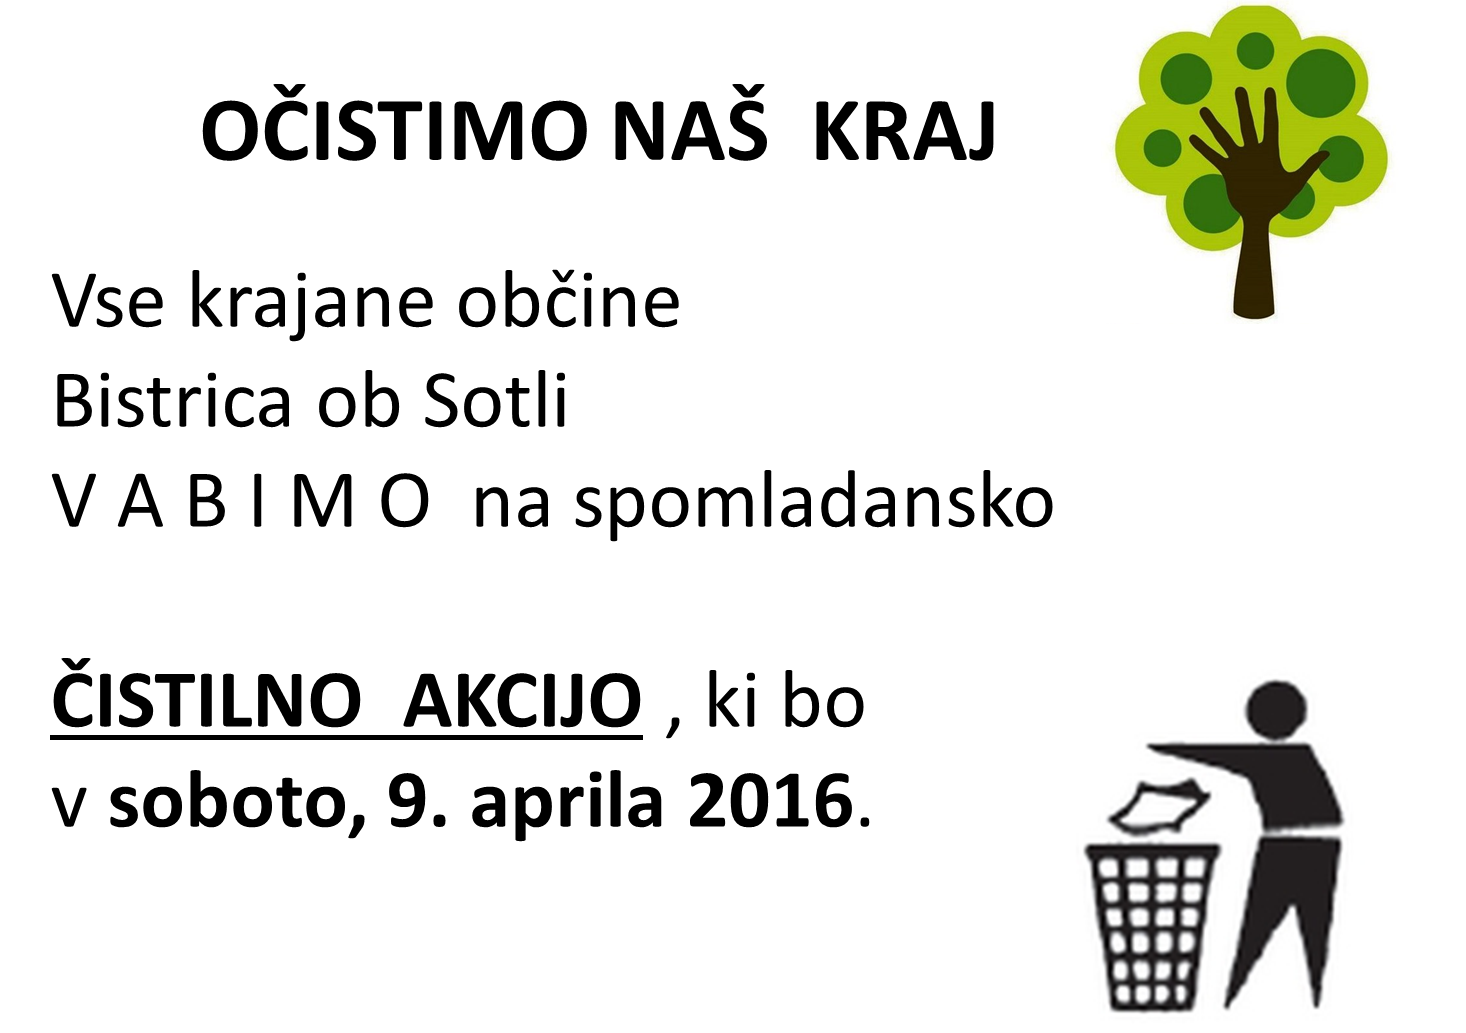 OČISTIMO NAŠ  KRAJ
Vse krajane občine
Bistrica ob Sotli
V A B I M O  na spomladansko
ČISTILNO  AKCIJO , ki bo
v soboto, 9. aprila 2016.